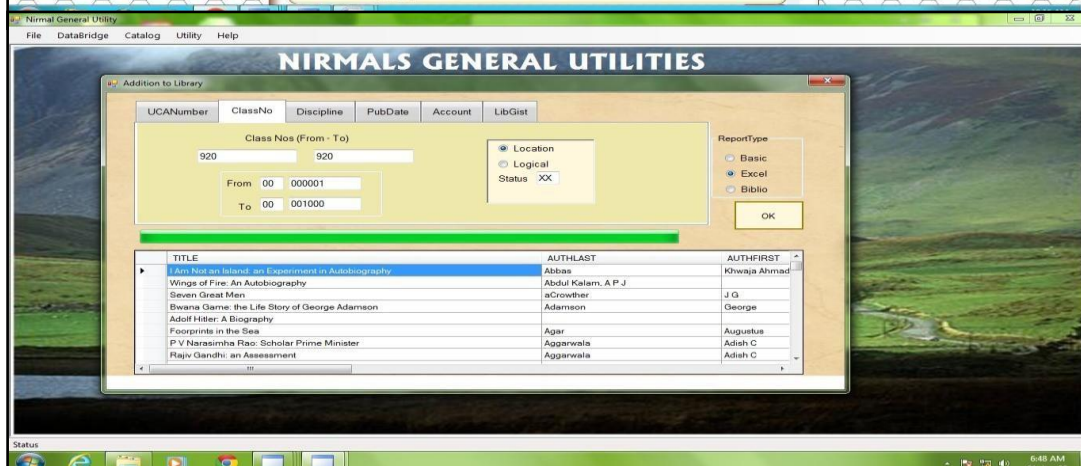 Nirmal General Utility
File DataBridge Catalog Utility Help
NIRMALS GENERAL UTILITIES
Addition to Library
UCANumber ClassNo Discipline PubDate Account LibGist
Class Nos (From - To)
920 920
From 00 000001
To 00 001000
Location
Logical
Status XX
ReportType
Basic
Excel
Biblio
OK
TITLE AUTHLAST AUTHFIRST
I Am Not an Island: an Experiment in Autobiography Abbas Khwaja Ahmad
Wings of Fire: An Autobiography Abdul Kalam, A P J
Seven Great Men aCrowther J G
Bwana Game: the Life Story of George Adamson Adamson George
Adolf Hitler: A Biography
Foorprints in the Sea Agar Augustus
P V Narasimha Rao: Scholar Prime Minister Aggarwala Adish C
Rajiv Gandhi: an Assessment Aggarwala Adish C
Status
6:48 AM